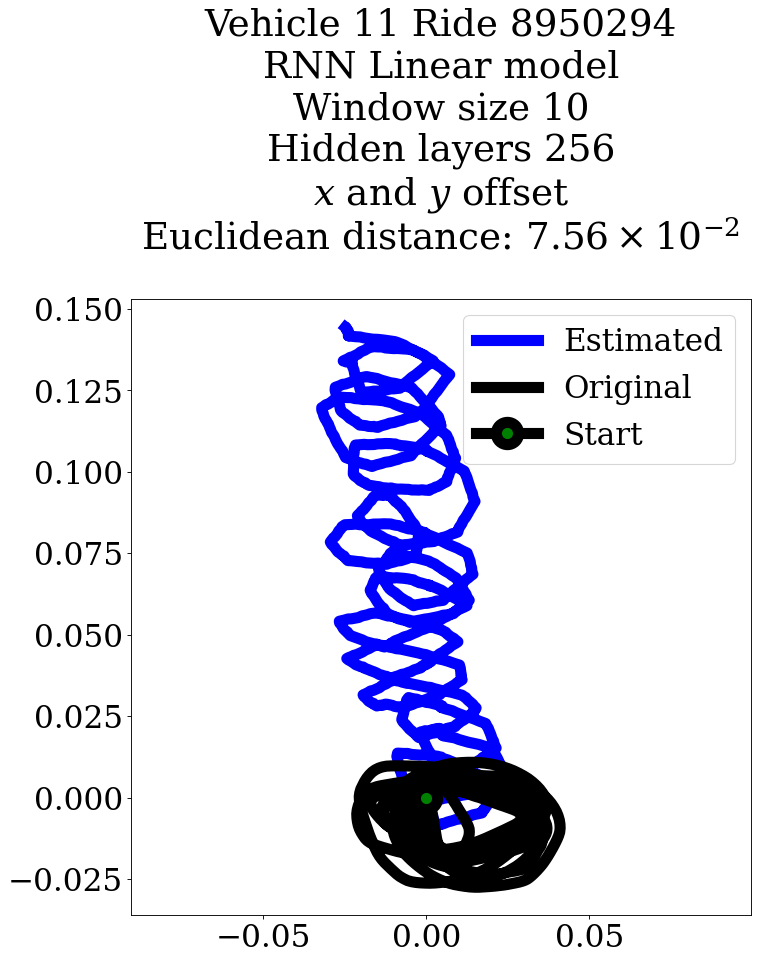 Vehicle 11 Ride 8950294
RNN Linear model
Window size 10
Hidden layers 256
x and y offset
Euclidean distance: 7.56 × 10⁻²
0.150
0.125
0.100
0.075
0.050
0.025
0.000
−0.025
Estimated
Original
Start
−0.05
0.00
0.05